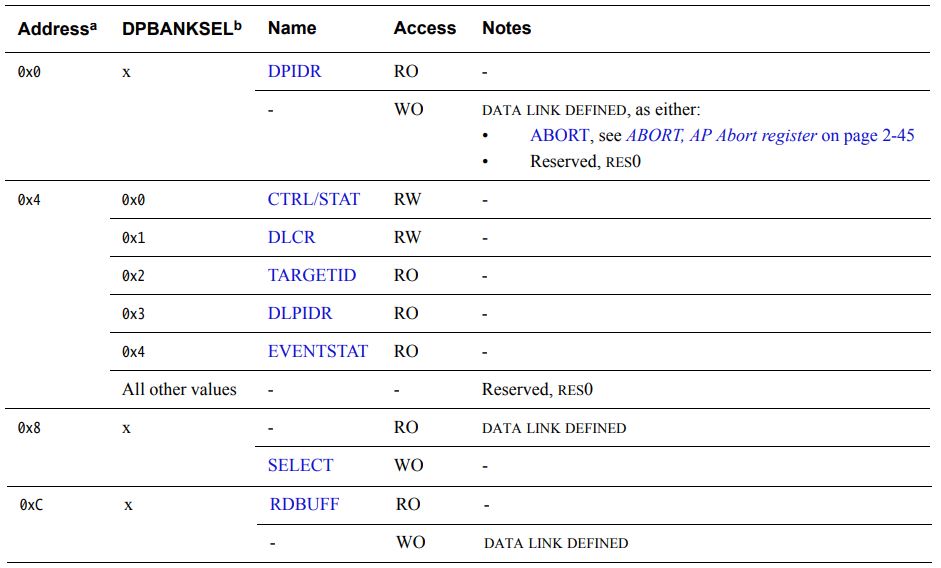 Addressa DPBANKSELb Name Access Notes
0x0 x DPIDR RO -
- WO DATA LINK DEFINED, as either:
• ABORT, see ABORT, AP Abort register on page 2-45
• Reserved, RES0
0x4 0x0 CTRL/STAT RW -
0x1 DLCR RW -
0x2 TARGETID RO -
0x3 DLPIDR RO -
0x4 EVENTSTAT RO -
All other values - - Reserved, RES0
0x8 x - RO DATA LINK DEFINED
SELECT WO -
0xC x RDBUFF RO -
- WO DATA LINK DEFINED